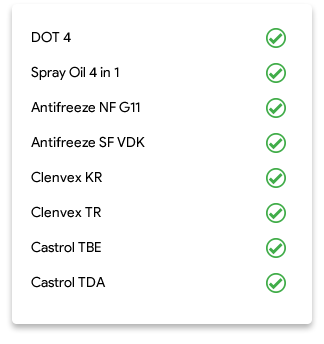 DOT 4
Spray Oil 4 in 1
Antifreeze NF G11
Antifreeze SF VDK
Clenvex KR
Clenvex TR
Castrol TBE
Castrol TDA